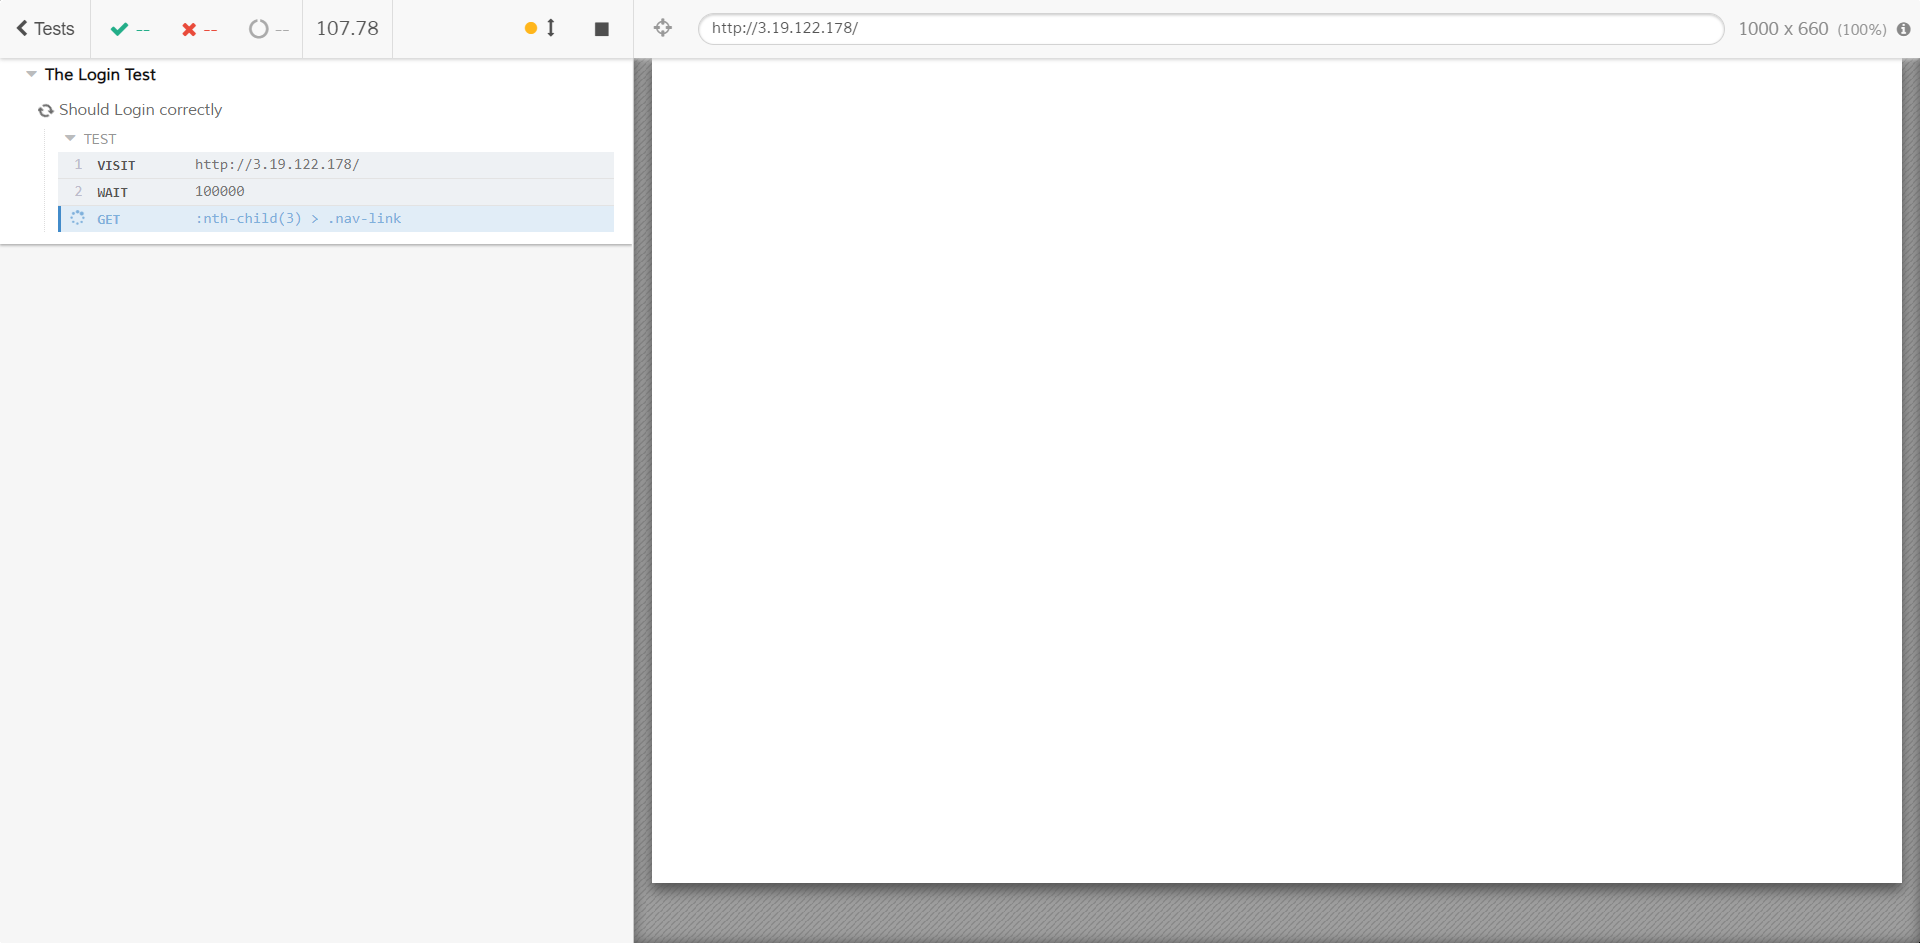 Tests -- -- -- 107.78 http://3.19.122.178/ 1000 x 660 (100%)
The Login Test
Should Login correctly
TEST
1 VISIT http://3.19.122.178/
2 WAIT 100000
GET :nth-child(3) > .nav-link